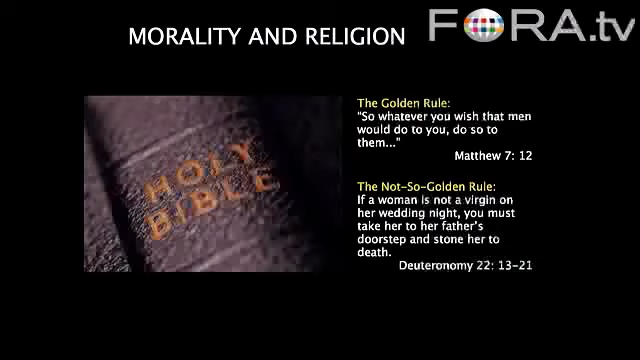 MORALITY AND RELIGION
FORA.tv
HOLY
BIBLE
The Golden Rule:
"So whatever you wish that men
would do to you, do so to
them..."
Matthew 7: 12
The Not-So-Golden Rule:
If a woman is not a virgin on
her wedding night, you must
take her to her father's
doorstep and stone her to
death.
Deuteronomy 22: 13-21